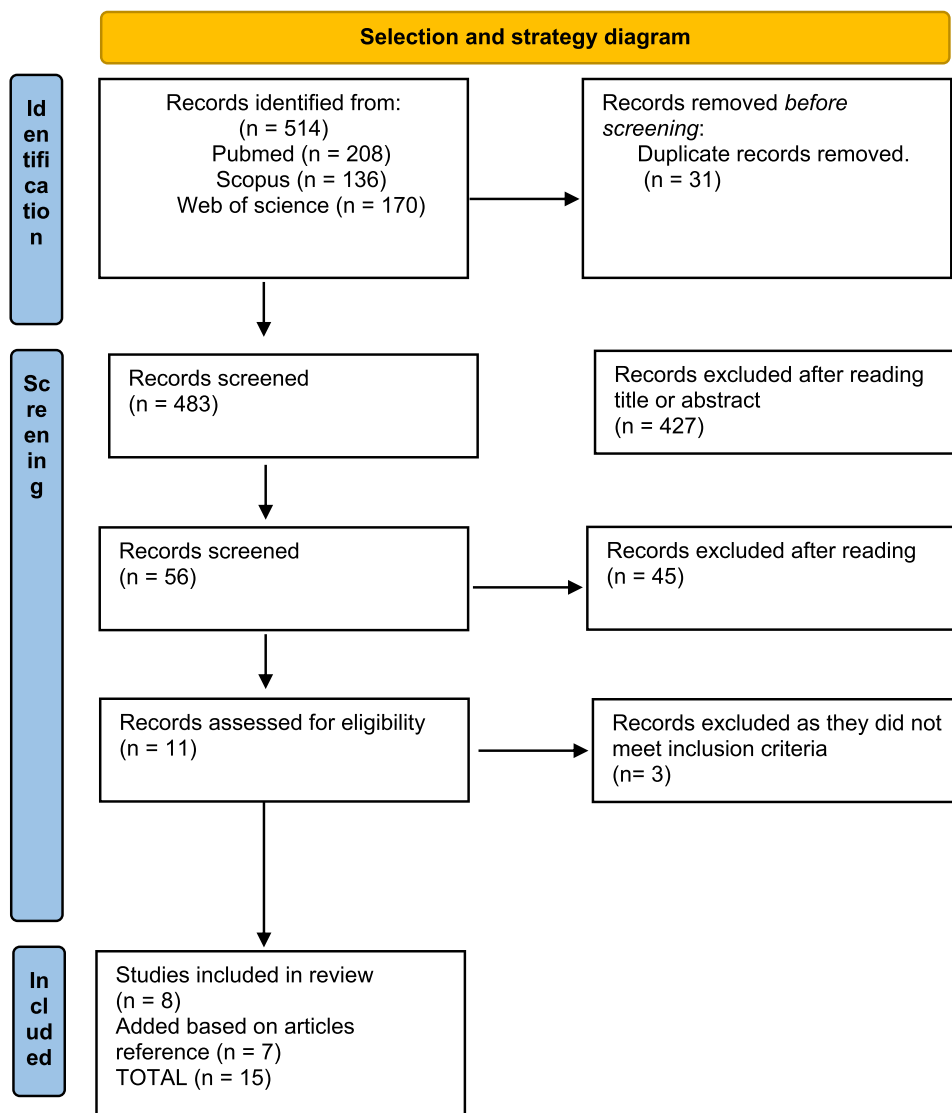 Selection and strategy diagram
Id
en
tifi
ca
tio
n
Records identified from:
(n = 514)
Pubmed (n = 208)
Scopus (n = 136)
Web of science (n = 170)
Records removed before
screening:
Duplicate records removed.
(n = 31)
Sc
re
en
in
g
Records screened
(n = 483)
Records excluded after reading
title or abstract
(n = 427)
Records screened
(n = 56)
Records excluded after reading
(n = 45)
Records assessed for eligibility
(n = 11)
Records excluded as they did not
meet inclusion criteria
(n= 3)
In
cl
ud
ed
Studies included in review
(n = 8)
Added based on articles
reference (n = 7)
TOTAL (n = 15)